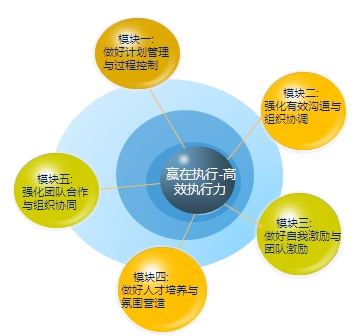 模块一:
做好计划管理
与过程控制
模块二:
强化有效沟通与
组织协调
赢在执行-高
效执行力
模块五:
强化团队合作
与组织协同
模块三:
做好自我激励与
团队激励
模块四:
做好人才培养与
氛围营造